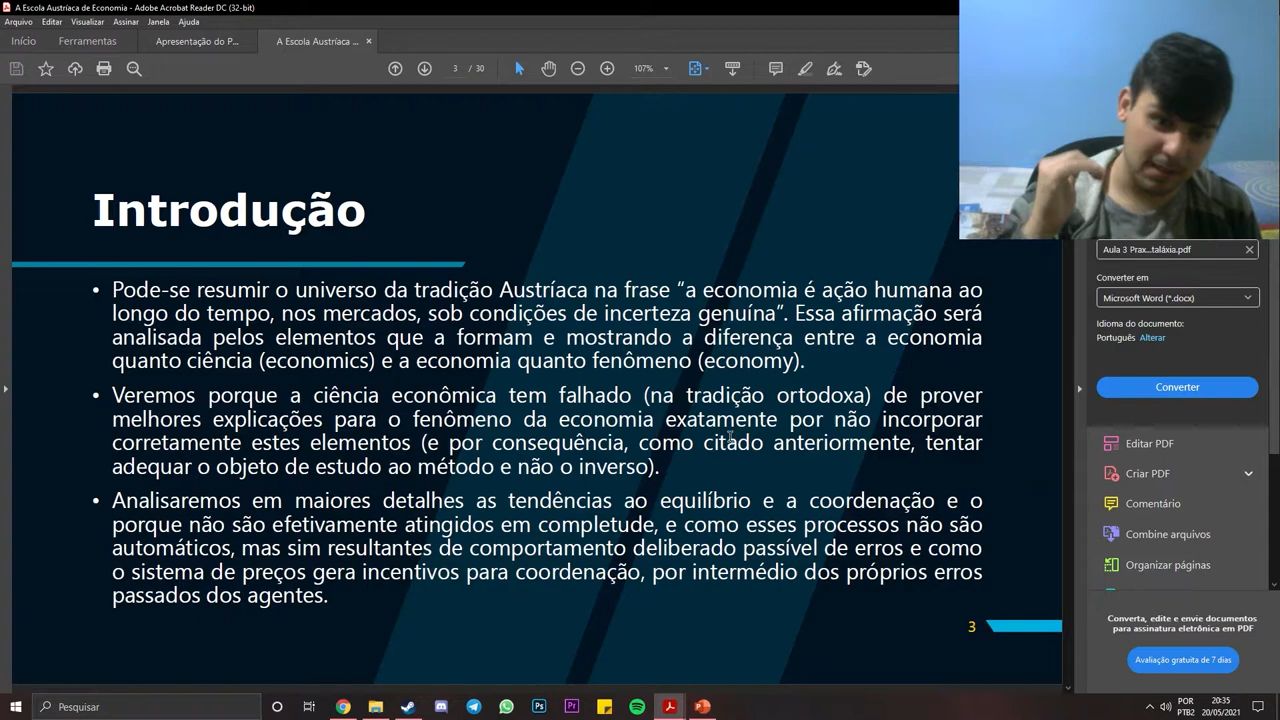 A Escola Austríaca de Economia - Adobe Acrobat Reader DC (32-bit)
Arquivo Editar Visualizar Assinar Janela Ajuda
Início Ferramentas Apresentação do P... A Escola Austríaca ...
3 / 30 107%
Introdução
• Pode-se resumir o universo da tradição Austríaca na frase “a economia é ação humana ao
longo do tempo, nos mercados, sob condições de incerteza genuína”. Essa afirmação será
analisada pelos elementos que a formam e mostrando a diferença entre a economia
quanto ciência (economics) e a economia quanto fenômeno (economy).
• Veremos porque a ciência econômica tem falhado (na tradição ortodoxa) de prover
melhores explicações para o fenômeno da economia exatamente por não incorporar
corretamente estes elementos (e por consequência, como citado anteriormente, tentar
adequar o objeto de estudo ao método e não o inverso).
• Analisaremos em maiores detalhes as tendências ao equilíbrio e a coordenação e o
porque não são efetivamente atingidos em completude, e como esses processos não são
automáticos, mas sim resultantes de comportamento deliberado passível de erros e como
o sistema de preços gera incentivos para coordenação, por intermédio dos próprios erros
passados dos agentes.
3
Aula 3 Prax...taláxia.pdf
Converter em
Microsoft Word (*.docx)
Idioma do documento:
Português Alterar
Converter
Editar PDF
Criar PDF
Comentário
Combine arquivos
Organizar páginas
Converta, edite e envie documentos
para assinatura eletrônica em PDF
Avaliação gratuita de 7 dias
Pesquisar
POR
PTB2
20:35
20/05/2021